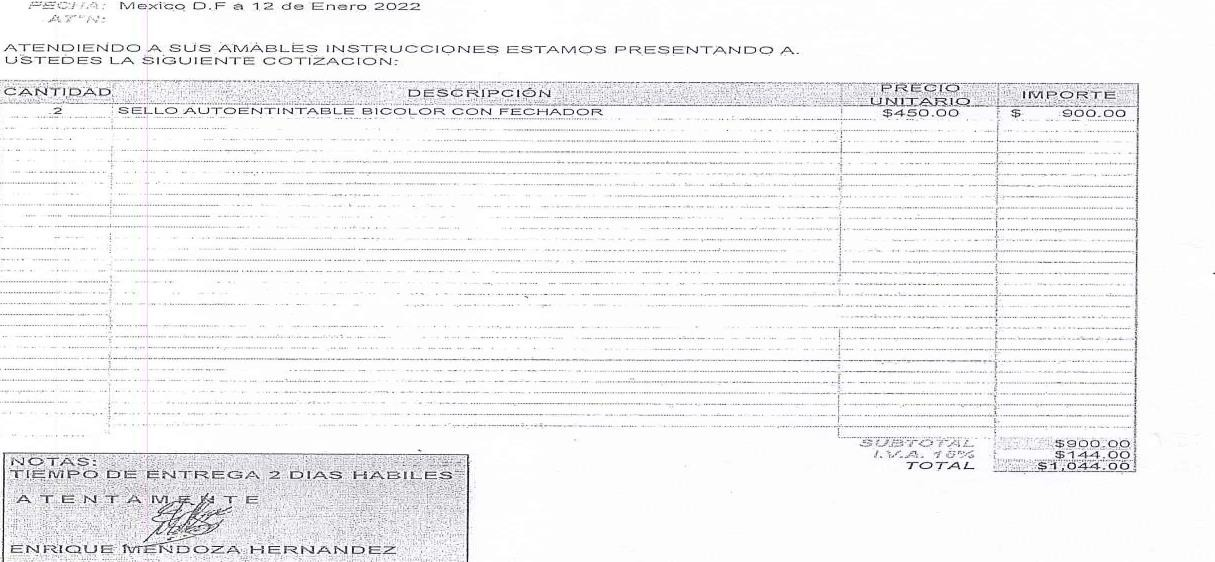 FECHA: Mexico D.F a 12 de Enero 2022
AT'N:
ATENDIENDO A SUS AMABLES INSTRUCCIONES ESTAMOS PRESENTANDO A.
USTEDES LA SIGUIENTE COTIZACION:
CANTIDAD DESCRIPCIÓN PRECIO UNITARIO IMPORTE
2 SELLO AUTOENTINTABLE BICOLOR CON FECHADOR $450.00 $ 900.00
SUBTOTAL $900.00
I.V.A. 16% $144.00
TOTAL $1,044.00
NOTAS:
TIEMPO DE ENTREGA 2 DIAS HABILES
A T E N T A M E N T E
ENRIQUE MENDOZA HERNANDEZ